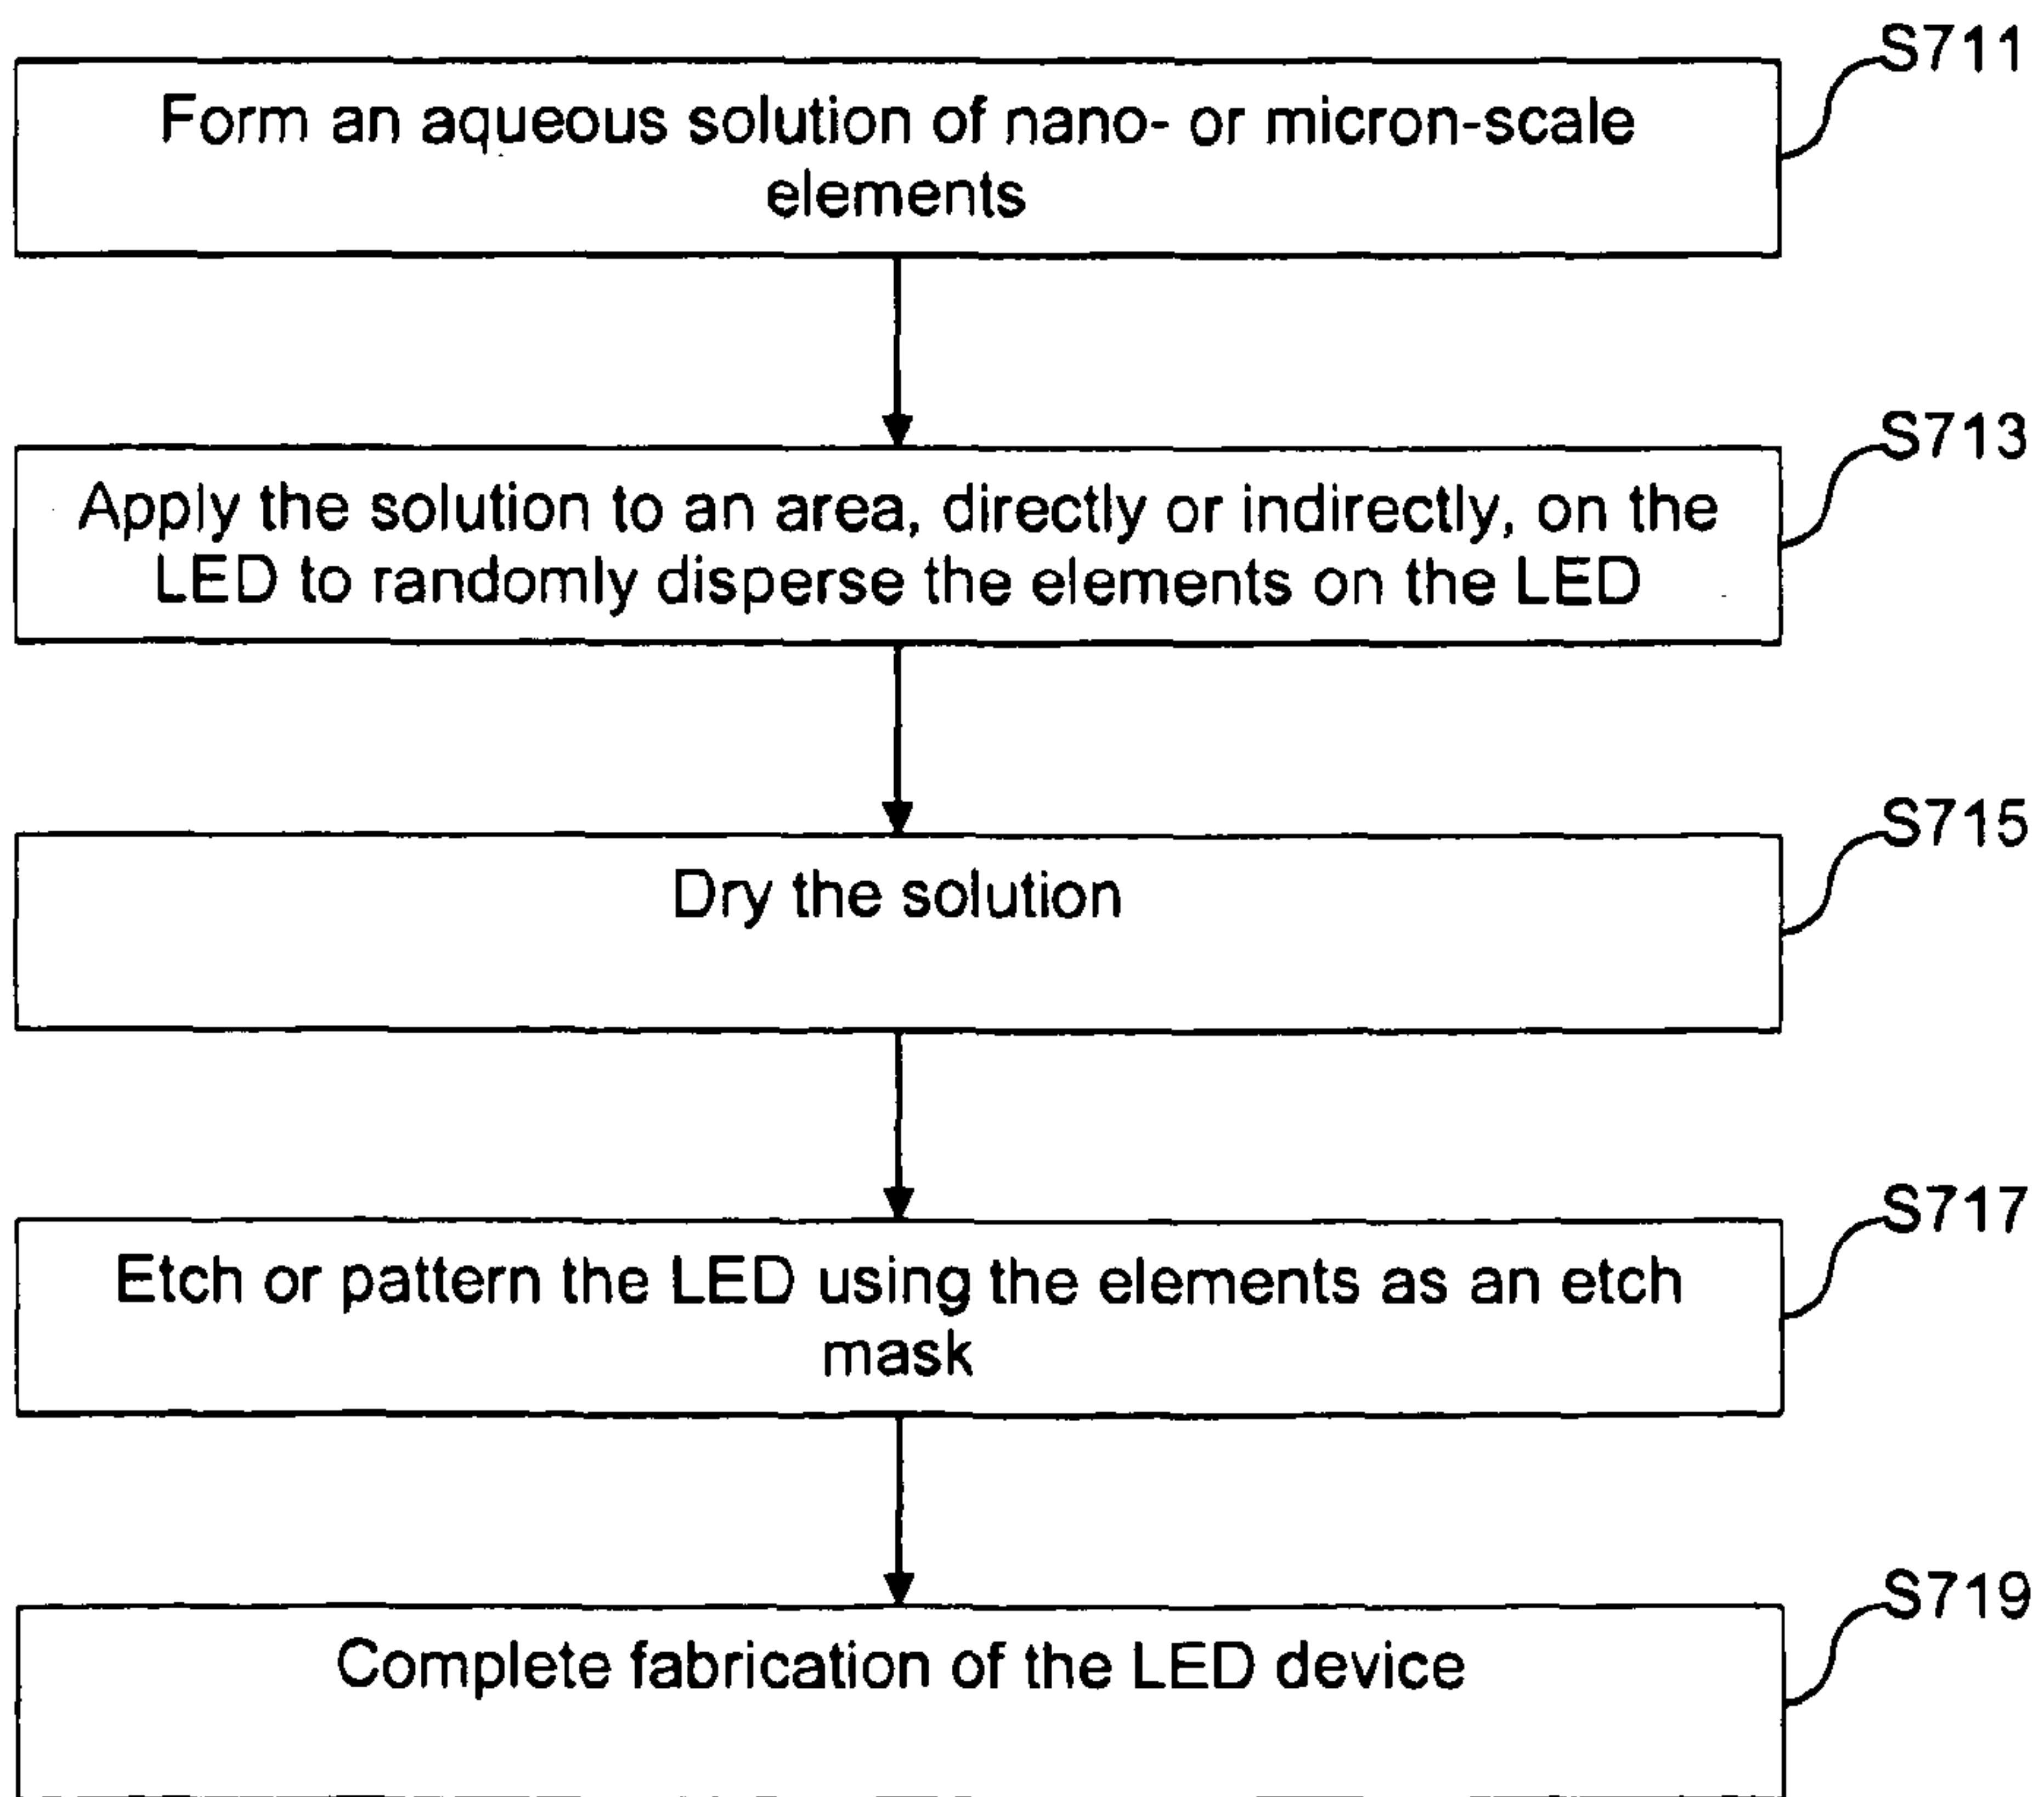 S711
Form an aqueous solution of nano- or micron-scale
elements
S713
Apply the solution to an area, directly or indirectly, on the
LED to randomly disperse the elements on the LED
S715
Dry the solution
S717
Etch or pattern the LED using the elements as an etch
mask
S719
Complete fabrication of the LED device